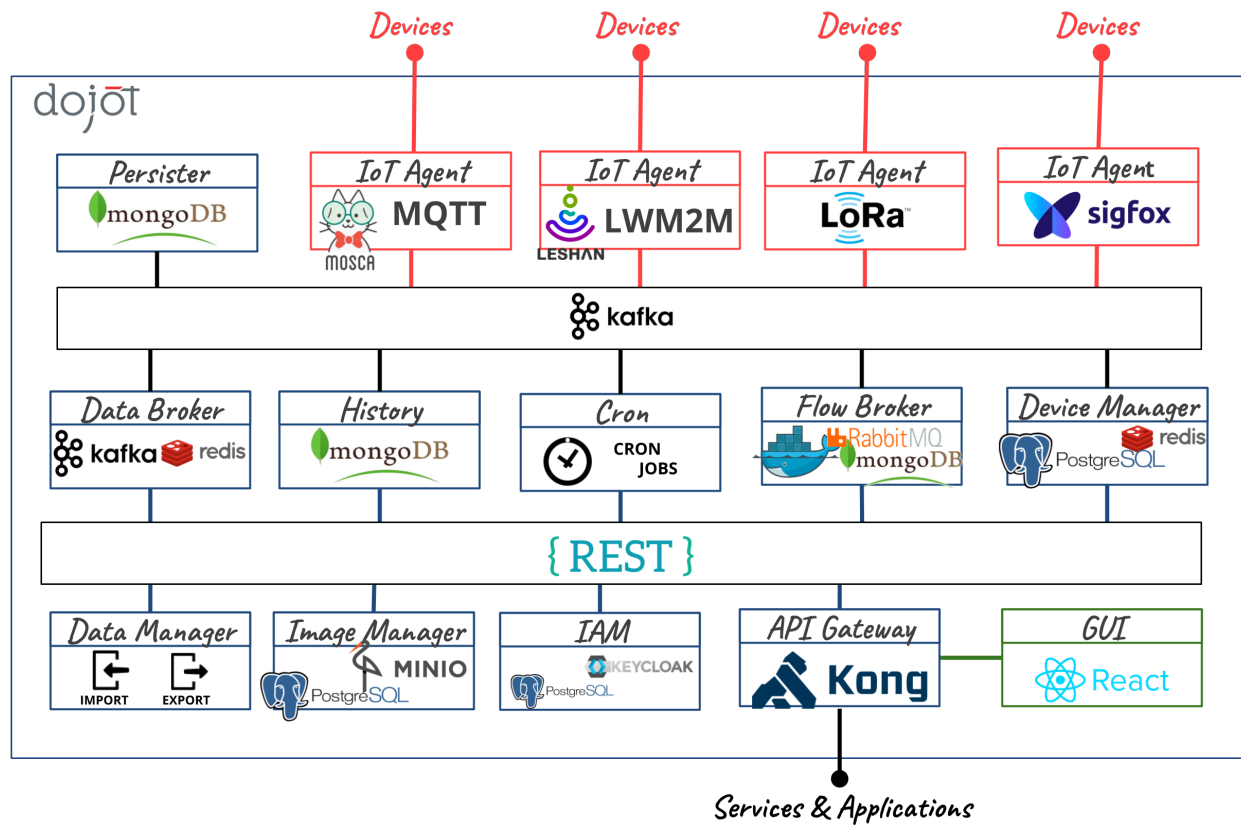 Devices
Devices
Devices
Devices
dojot
Persister
mongoDB
IoT Agent
MQTT
MOSCA
IoT Agent
LWM2M
LESHAN
IoT Agent
LoRa™
IoT Agent
sigfox
kafka
Data Broker
kafka
redis
History
mongoDB
Cron
CRON
JOBS
Flow Broker
RabbitMQ
mongoDB
Device Manager
redis
PostgreSQL
{ REST }
Data Manager
IMPORT
EXPORT
Image Manager
MINIO
PostgreSQL
IAM
KEYCLOAK
PostgreSQL
API Gateway
Kong
GUI
React
Services & Applications